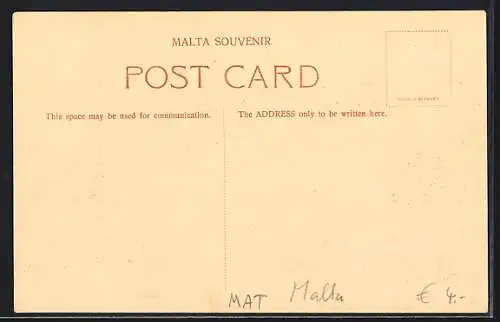 MALTA SOUVENIR
POST CARD.
This space may be used for communication.
The ADDRESS only to be written here.
MAT Malta € 4.-